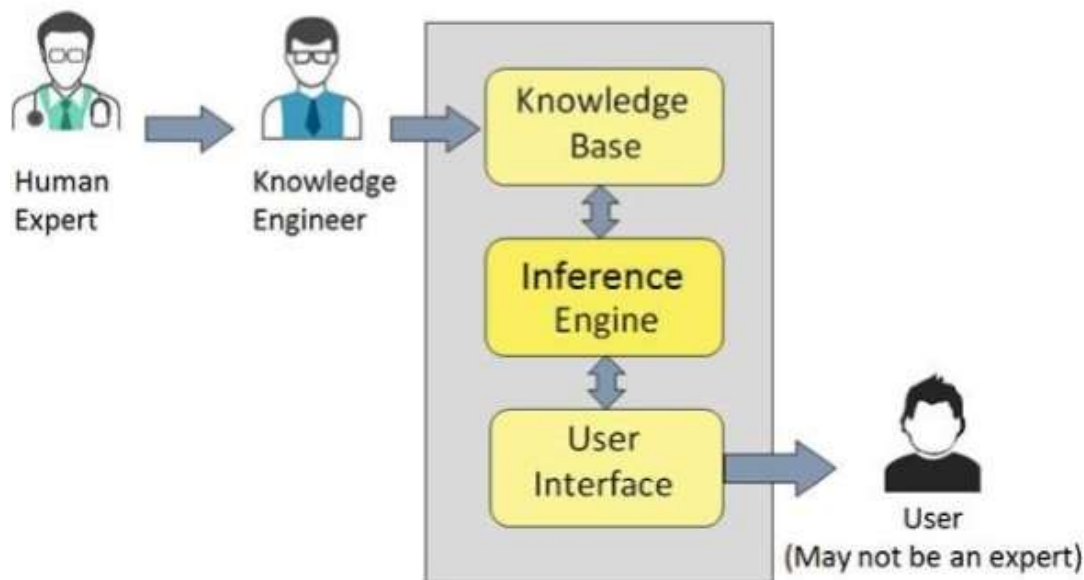 Human
Expert
Knowledge
Engineer
Knowledge
Base
Inference
Engine
User
Interface
User
(May not be an expert)